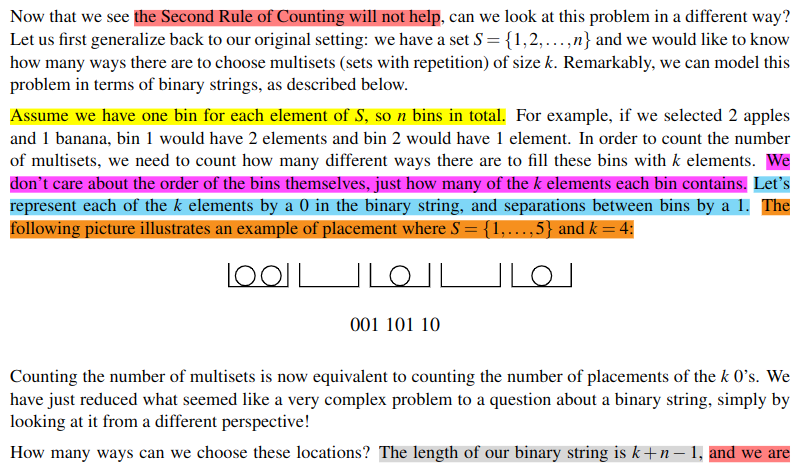 Now that we see the Second Rule of Counting will not help, can we look at this problem in a different way?
Let us first generalize back to our original setting: we have a set S = {1,2,...,n} and we would like to know
how many ways there are to choose multisets (sets with repetition) of size k. Remarkably, we can model this
problem in terms of binary strings, as described below.
Assume we have one bin for each element of S, so n bins in total. For example, if we selected 2 apples
and 1 banana, bin 1 would have 2 elements and bin 2 would have 1 element. In order to count the number
of multisets, we need to count how many different ways there are to fill these bins with k elements. We
don't care about the order of the bins themselves, just how many of the k elements each bin contains. Let's
represent each of the k elements by a 0 in the binary string, and separations between bins by a 1. The
following picture illustrates an example of placement where S = {1,...,5} and k = 4:
001 101 10
Counting the number of multisets is now equivalent to counting the number of placements of the k 0's. We
have just reduced what seemed like a very complex problem to a question about a binary string, simply by
looking at it from a different perspective!
How many ways can we choose these locations? The length of our binary string is k+n−1, and we are